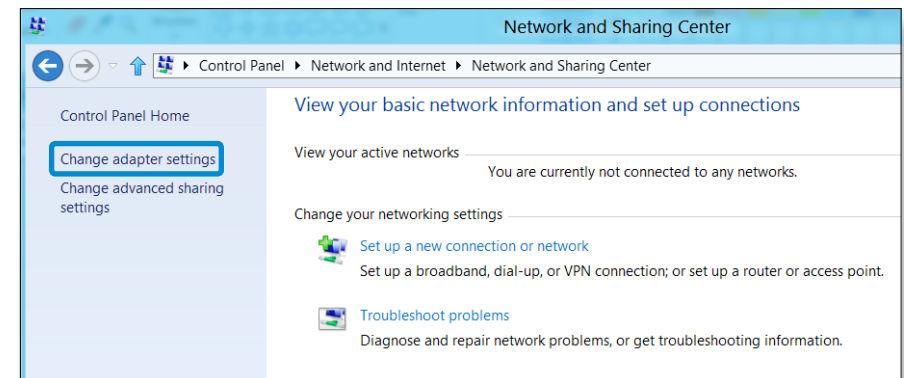 Network and Sharing Center
Control Panel ▸ Network and Internet ▸ Network and Sharing Center
Control Panel Home
Change adapter settings
Change advanced sharing
settings
View your basic network information and set up connections
View your active networks
You are currently not connected to any networks.
Change your networking settings
Set up a new connection or network
Set up a broadband, dial-up, or VPN connection; or set up a router or access point.
Troubleshoot problems
Diagnose and repair network problems, or get troubleshooting information.